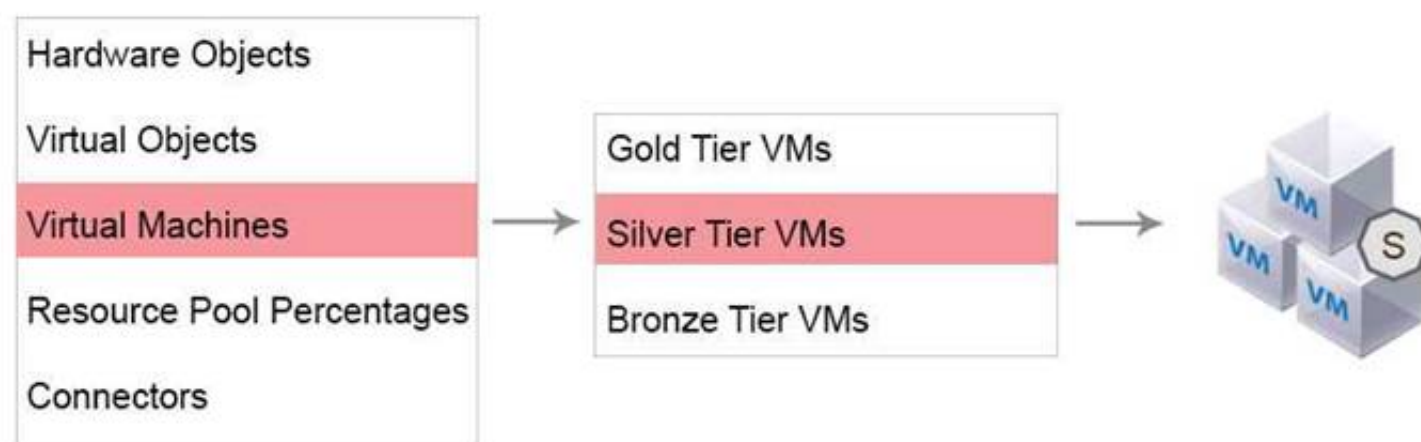 Hardware Objects
Virtual Objects
Virtual Machines
Resource Pool Percentages
Connectors
Gold Tier VMs
Silver Tier VMs
Bronze Tier VMs
VM
VM
VM
S